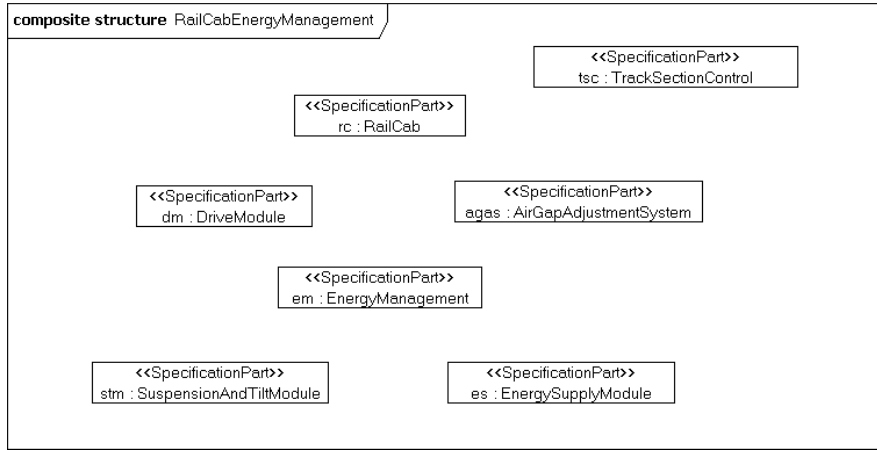 composite structure RailCabEnergyManagement
<<SpecificationPart>>
tsc : TrackSectionControl
<<SpecificationPart>>
rc : RailCab
<<SpecificationPart>>
dm : DriveModule
<<SpecificationPart>>
agas : AirGapAdjustmentSystem
<<SpecificationPart>>
em : EnergyManagement
<<SpecificationPart>>
stm : SuspensionAndTiltModule
<<SpecificationPart>>
es : EnergySupplyModule